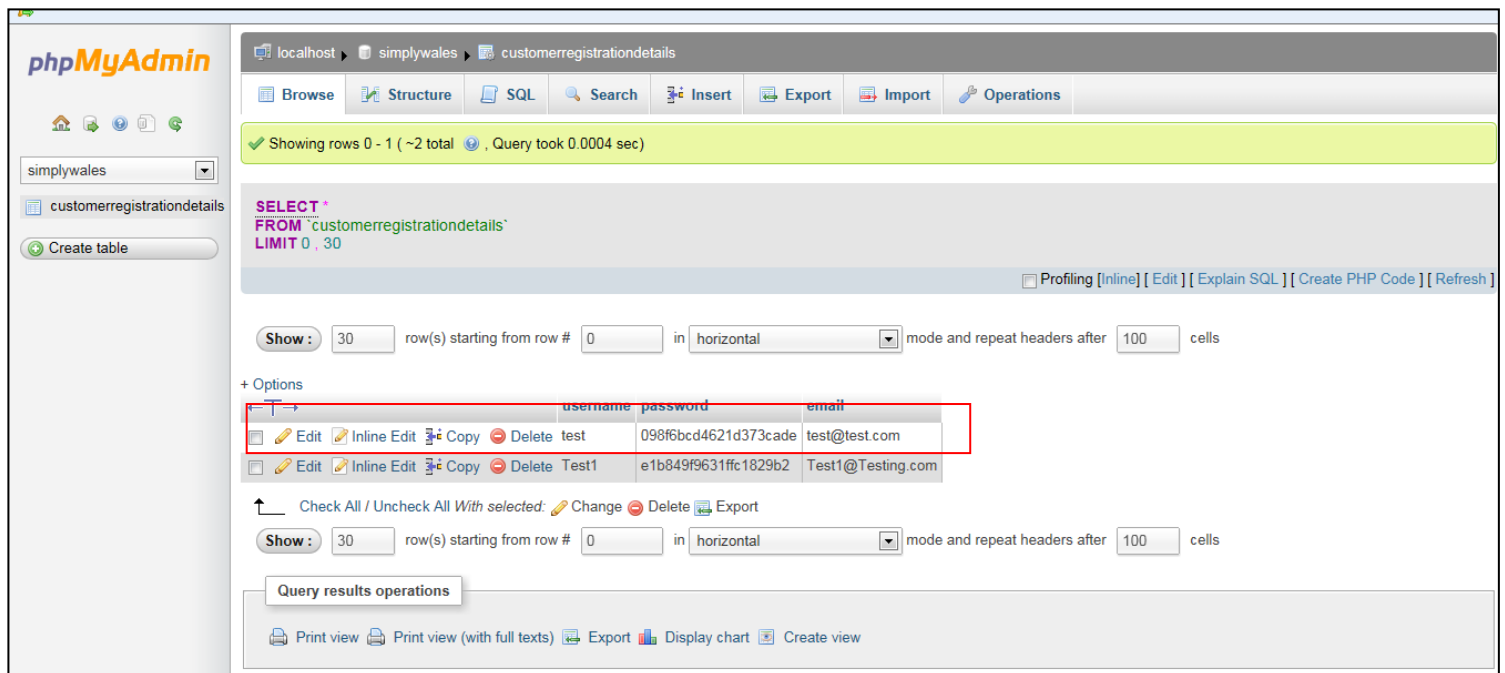 phpMyAdmin
simplywales
customerregistrationdetails
Create table
localhost simplywales customerregistrationdetails
Browse Structure SQL Search Insert Export Import Operations
Showing rows 0 - 1 ( ~2 total , Query took 0.0004 sec)
SELECT *
FROM `customerregistrationdetails`
LIMIT 0 , 30
Profiling [Inline] [ Edit ] [ Explain SQL ] [ Create PHP Code ] [ Refresh ]
Show : 30 row(s) starting from row # 0 in horizontal mode and repeat headers after 100 cells
+ Options
←T→ username password email
Edit Inline Edit Copy Delete test 098f6bcd4621d373cade test@test.com
Edit Inline Edit Copy Delete Test1 e1b849f9631ffc1829b2 Test1@Testing.com
Check All / Uncheck All With selected: Change Delete Export
Show : 30 row(s) starting from row # 0 in horizontal mode and repeat headers after 100 cells
Query results operations
Print view Print view (with full texts) Export Display chart Create view